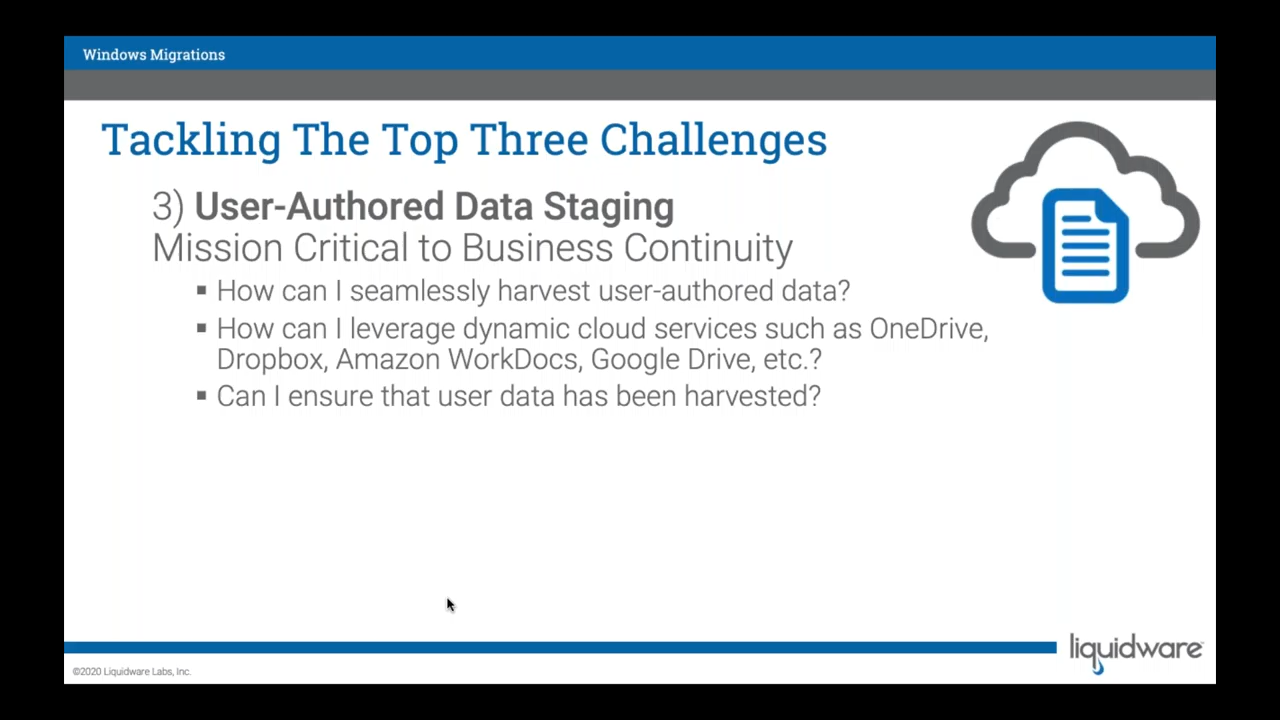 Windows Migrations
Tackling The Top Three Challenges
3) User-Authored Data Staging
Mission Critical to Business Continuity
▪ How can I seamlessly harvest user-authored data?
▪ How can I leverage dynamic cloud services such as OneDrive,
Dropbox, Amazon WorkDocs, Google Drive, etc.?
▪ Can I ensure that user data has been harvested?
liquidware
©2020 Liquidware Labs, Inc.